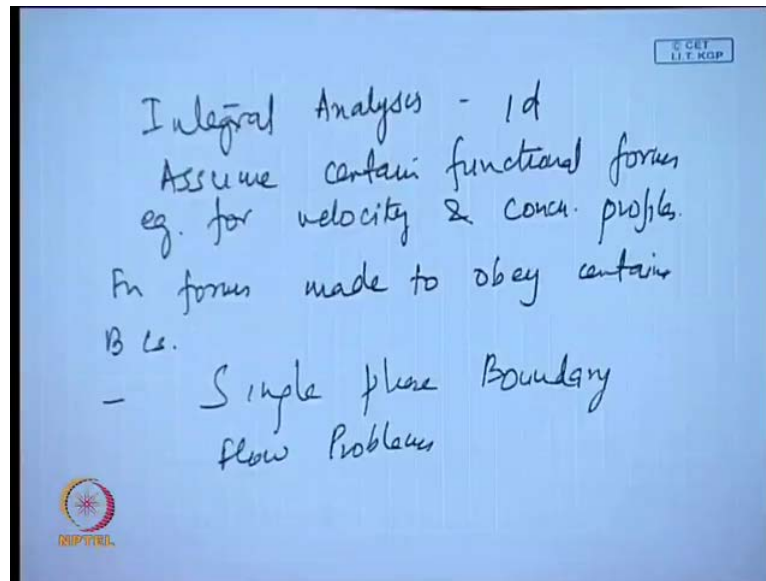 © CET
I.I.T. KGP
Integral Analysis - 1d
Assume certain functional forms
eg. for velocity & concn. profiles.
Fn forms made to obey certain
B Cs.
- Single phase Boundary
flow Problems
NPTEL